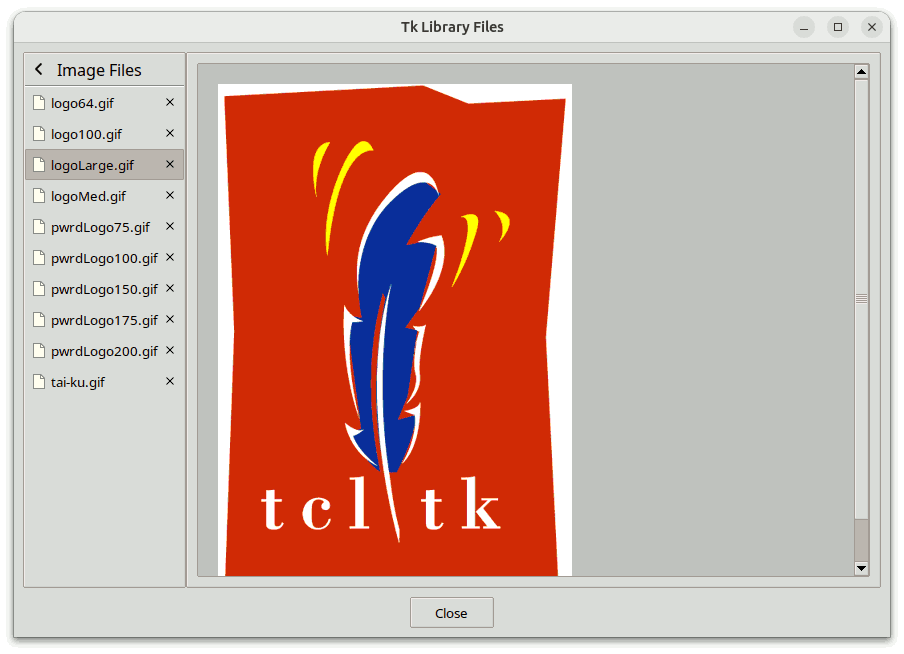 Tk Library Files
Image Files
logo64.gif
logo100.gif
logoLarge.gif
logoMed.gif
pwrdLogo75.gif
pwrdLogo100.gif
pwrdLogo150.gif
pwrdLogo175.gif
pwrdLogo200.gif
tai-ku.gif
tcl tk
Close